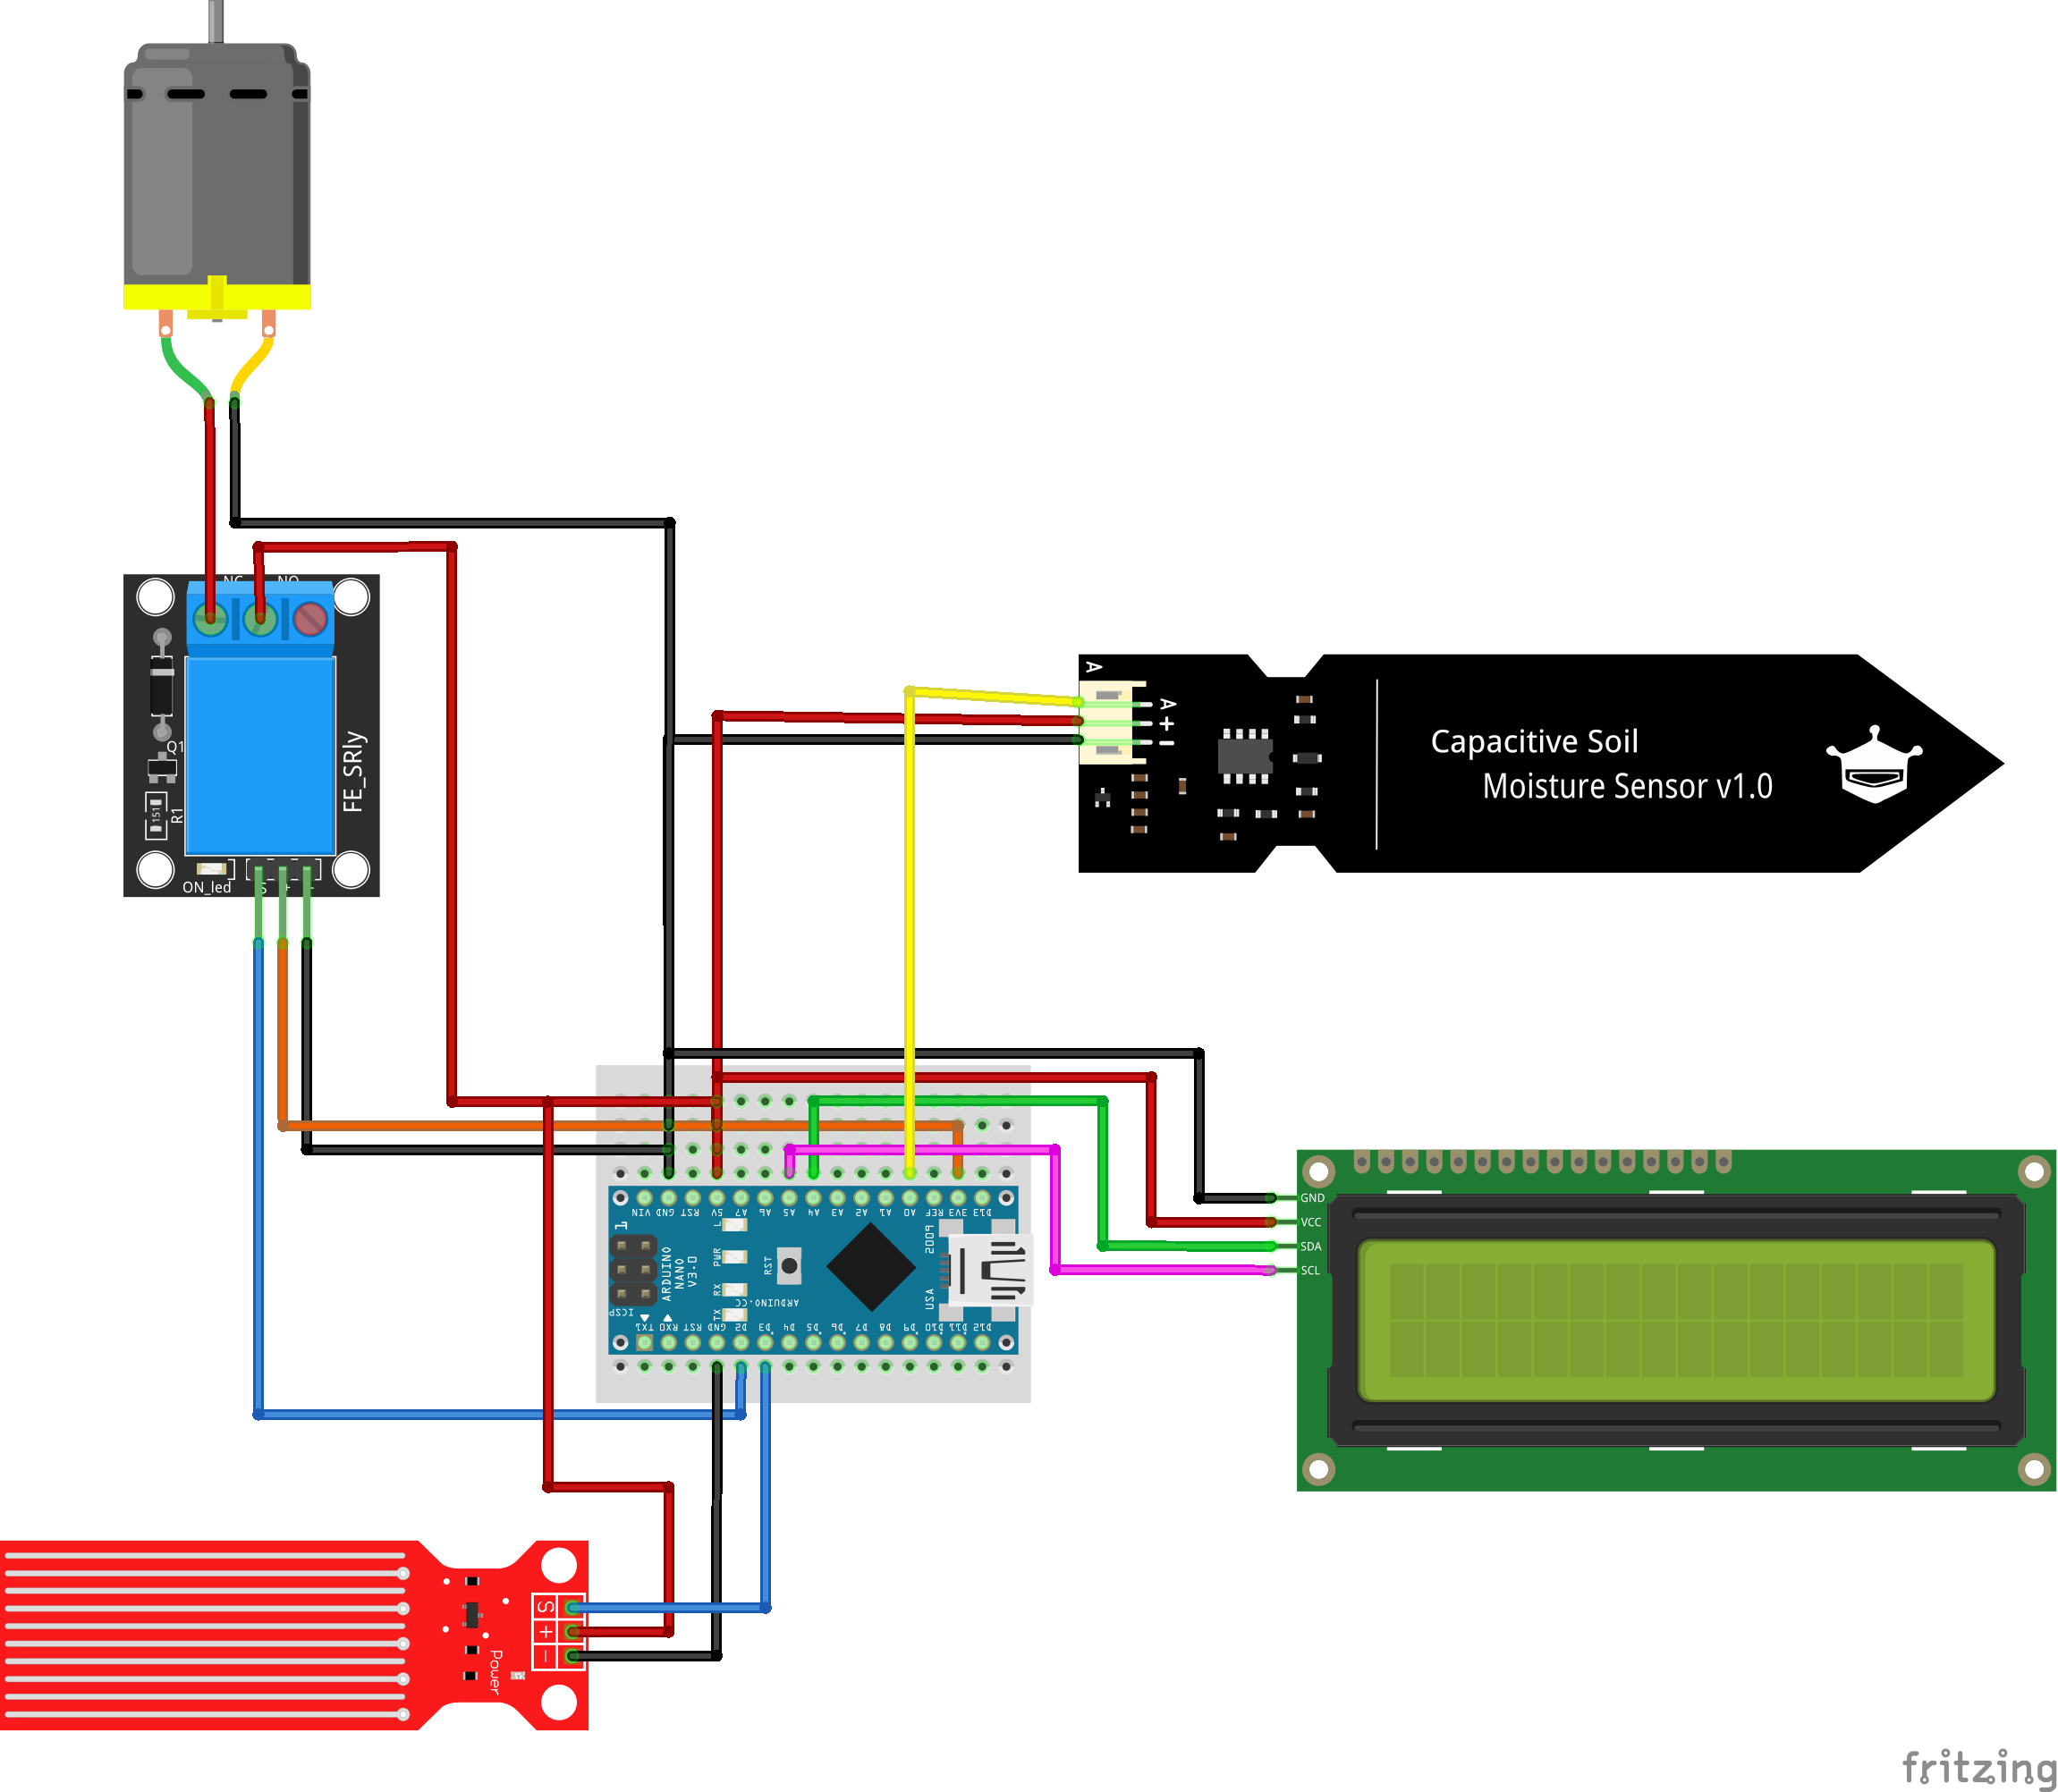 NC NO
Q1
R1
151
FE_SRly
ON_led
S + -
A
A
+
-
Capacitive Soil
Moisture Sensor v1.0
VIN GND RST 5V A7 A6 A5 A4 A3 A2 A1 A0 REF 3V3 D13
L
PWR
RX
TX
RST
ARDUINO
NANO
V3.0
ICSP
ARDUINO.CC
USA
TX1 RX0 RST GND D2 D3 D4 D5 D6 D7 D8 D9 D10 D11 D12
GND
VCC
SDA
SCL
S
+
-
Power
fritzing